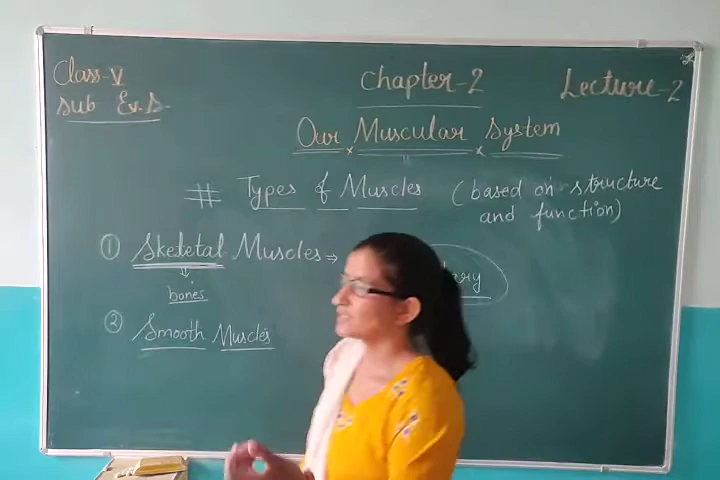 Class-V
Sub Ev.S.
Chapter-2
Lecture-2
Our Muscular System
# Types of Muscles (based on structure
and function)
① Skeletal Muscles ⇒
bones
② Smooth Muscles